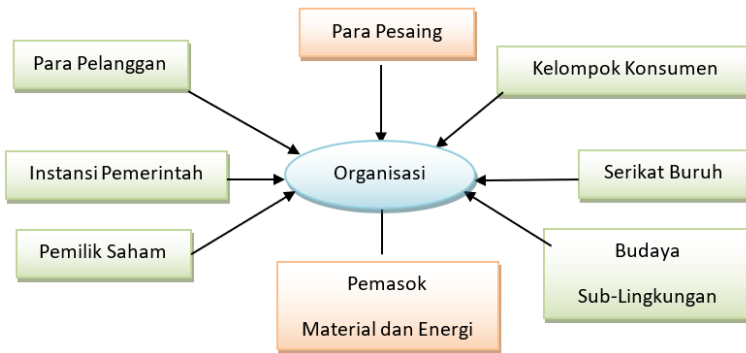 Para Pesaing
Para Pelanggan
Kelompok Konsumen
Instansi Pemerintah
Organisasi
Serikat Buruh
Pemilik Saham
Budaya
Sub-Lingkungan
Pemasok
Material dan Energi